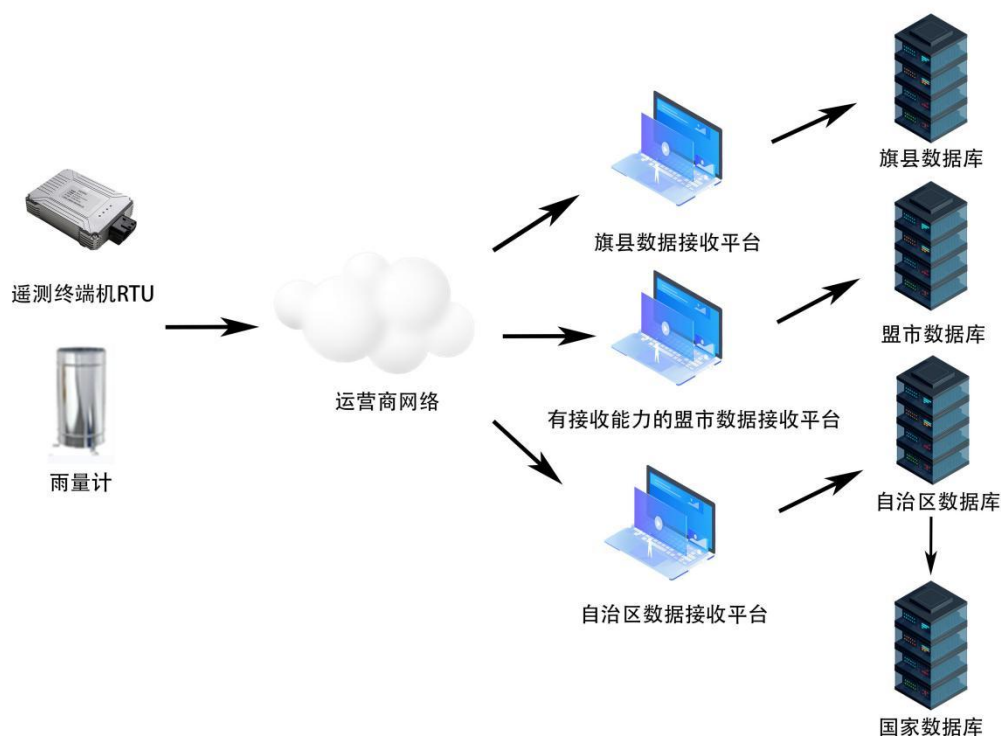 旗县数据库
遥测终端机RTU
旗县数据接收平台
盟市数据库
运营商网络
有接收能力的盟市数据接收平台
雨量计
自治区数据库
自治区数据接收平台
国家数据库